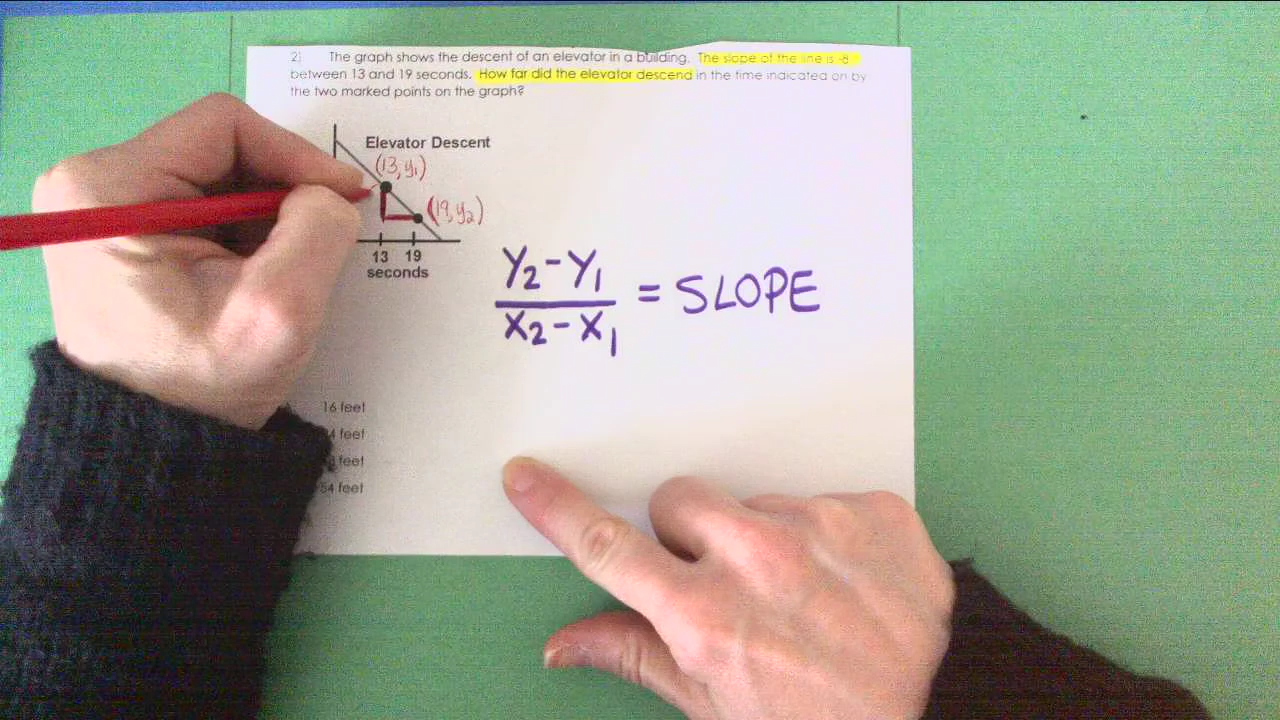 2) The graph shows the descent of an elevator in a building. The slope of the line is -8
between 13 and 19 seconds. How far did the elevator descend in the time indicated on by
the two marked points on the graph?
Elevator Descent
(13, y₁)
(19, y₂)
13 19
seconds
y₂ - y₁
= SLOPE
x₂ - x₁
16 feet
feet
feet
54 feet